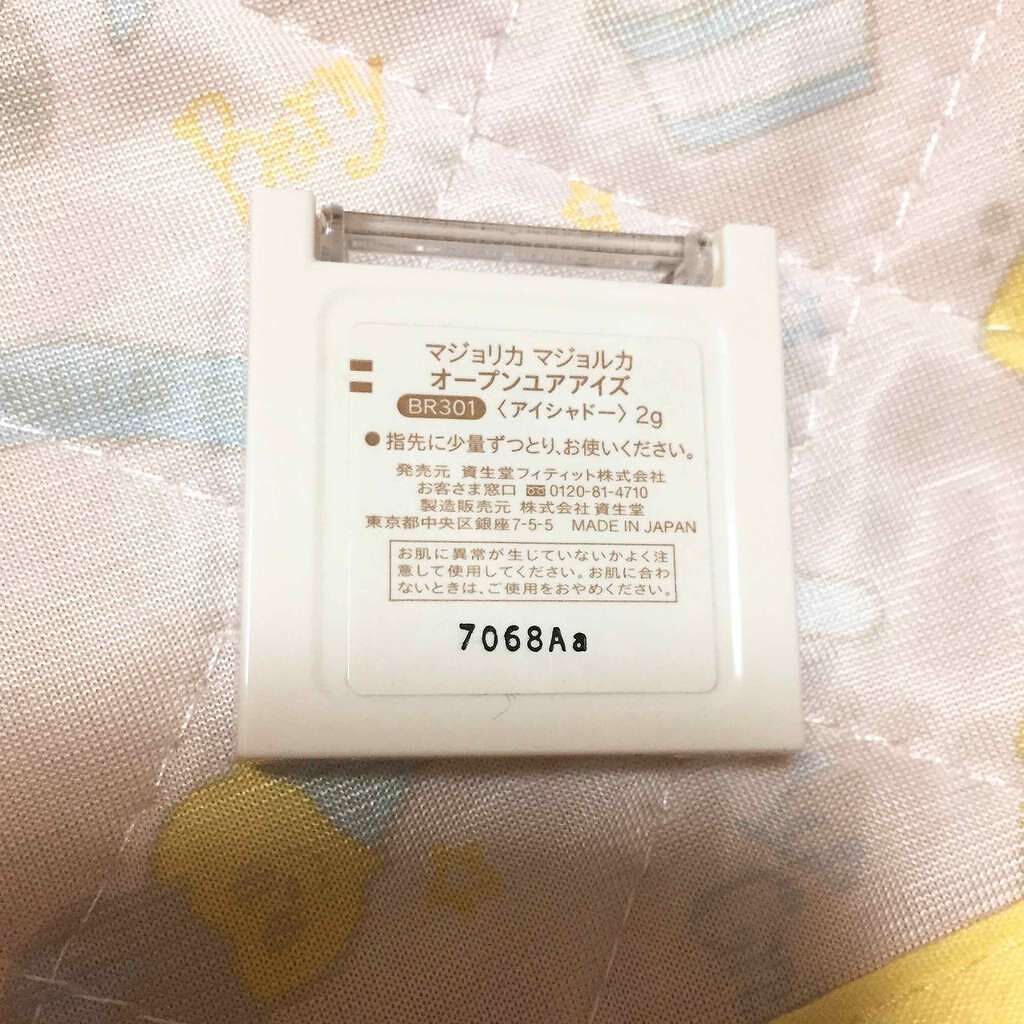 Party
マジョリカ マジョルカ
オープンユアアイズ
BR301 〈アイシャドー〉 2g
●指先に少量ずつとり、お使いください。
発売元 資生堂フィティット株式会社
お客さま窓口 0120-81-4710
製造販売元 株式会社 資生堂
東京都中央区銀座7-5-5 MADE IN JAPAN
お肌に異常が生じていないかよく注
意して使用してください。お肌に合わ
ないときは、ご使用をおやめください。
7068Aa